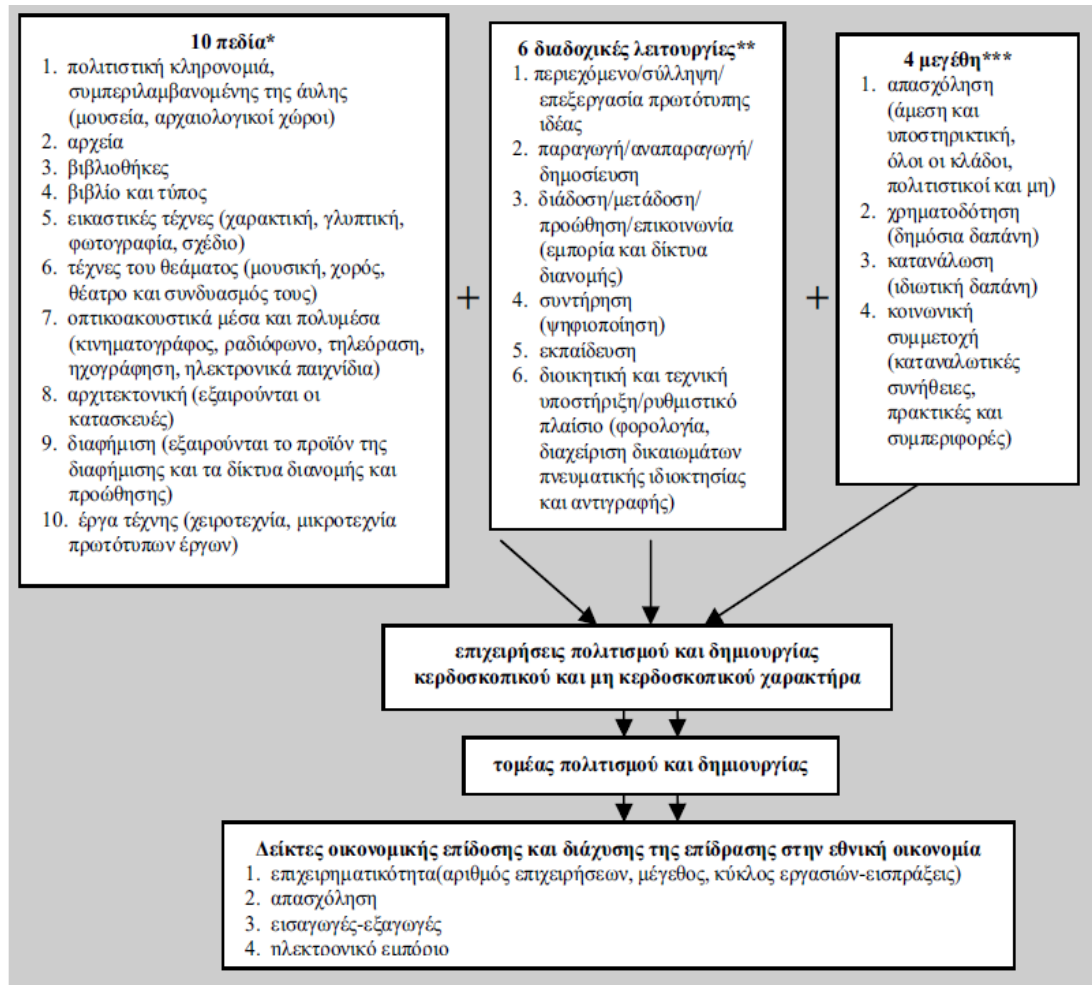 10 πεδία*
1. πολιτιστική κληρονομιά,
συμπεριλαμβανομένης της άυλης
(μουσεία, αρχαιολογικοί χώροι)
2. αρχεία
3. βιβλιοθήκες
4. βιβλίο και τύπος
5. εικαστικές τέχνες (χαρακτική, γλυπτική,
φωτογραφία, σχέδιο)
6. τέχνες του θεάματος (μουσική, χορός,
θέατρο και συνδυασμός τους)
7. οπτικοακουστικά μέσα και πολυμέσα
(κινηματογράφος, ραδιόφωνο, τηλεόραση,
ηχογράφηση, ηλεκτρονικά παιχνίδια)
8. αρχιτεκτονική (εξαιρούνται οι
κατασκευές)
9. διαφήμιση (εξαιρούνται το προϊόν της
διαφήμισης και τα δίκτυα διανομής και
προώθησης)
10. έργα τέχνης (χειροτεχνία, μικροτεχνία
πρωτότυπων έργων)
+
6 διαδοχικές λειτουργίες**
1. περιεχόμενο/σύλληψη/
επεξεργασία πρωτότυπης
ιδέας
2. παραγωγή/αναπαραγωγή/
δημοσίευση
3. διάδοση/μετάδοση/
προώθηση/επικοινωνία
(εμπορία και δίκτυα
διανομής)
4. συντήρηση
(ψηφιοποίηση)
5. εκπαίδευση
6. διοικητική και τεχνική
υποστήριξη/ρυθμιστικό
πλαίσιο (φορολογία,
διαχείριση δικαιωμάτων
πνευματικής ιδιοκτησίας
και αντιγραφής)
+
4 μεγέθη***
1. απασχόληση
(άμεση και
υποστηρικτική,
όλοι οι κλάδοι,
πολιτιστικοί και μη)
2. χρηματοδότηση
(δημόσια δαπάνη)
3. κατανάλωση
(ιδιωτική δαπάνη)
4. κοινωνική
συμμετοχή
(καταναλωτικές
συνήθειες,
πρακτικές και
συμπεριφορές)
επιχειρήσεις πολιτισμού και δημιουργίας
κερδοσκοπικού και μη κερδοσκοπικού χαρακτήρα
τομέας πολιτισμού και δημιουργίας
Δείκτες οικονομικής επίδοσης και διάχυσης της επίδρασης στην εθνική οικονομία
1. επιχειρηματικότητα(αριθμός επιχειρήσεων, μέγεθος, κύκλος εργασιών-εισπράξεις)
2. απασχόληση
3. εισαγωγές-εξαγωγές
4. ηλεκτρονικό εμπόριο